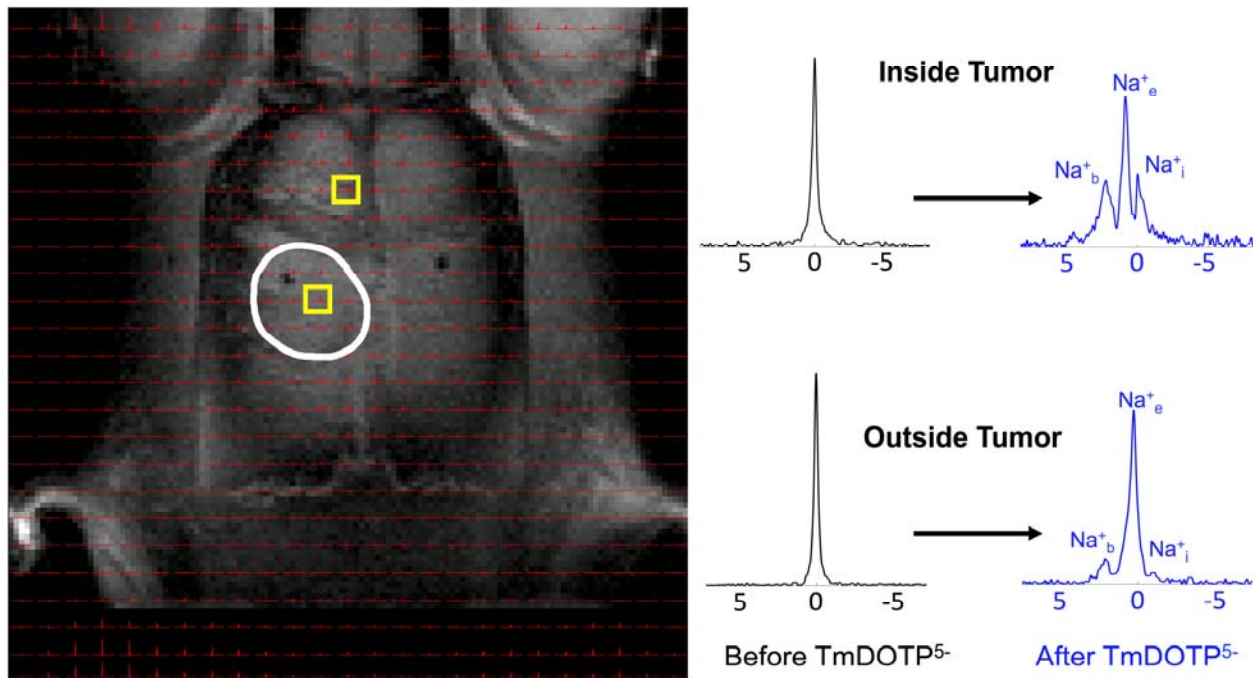 Inside Tumor
Na⁺e
Na⁺b
Na⁺i
5 0 -5
5 0 -5
Outside Tumor
Na⁺e
Na⁺b
Na⁺i
5 0 -5
5 0 -5
Before TmDOTP⁵⁻
After TmDOTP⁵⁻